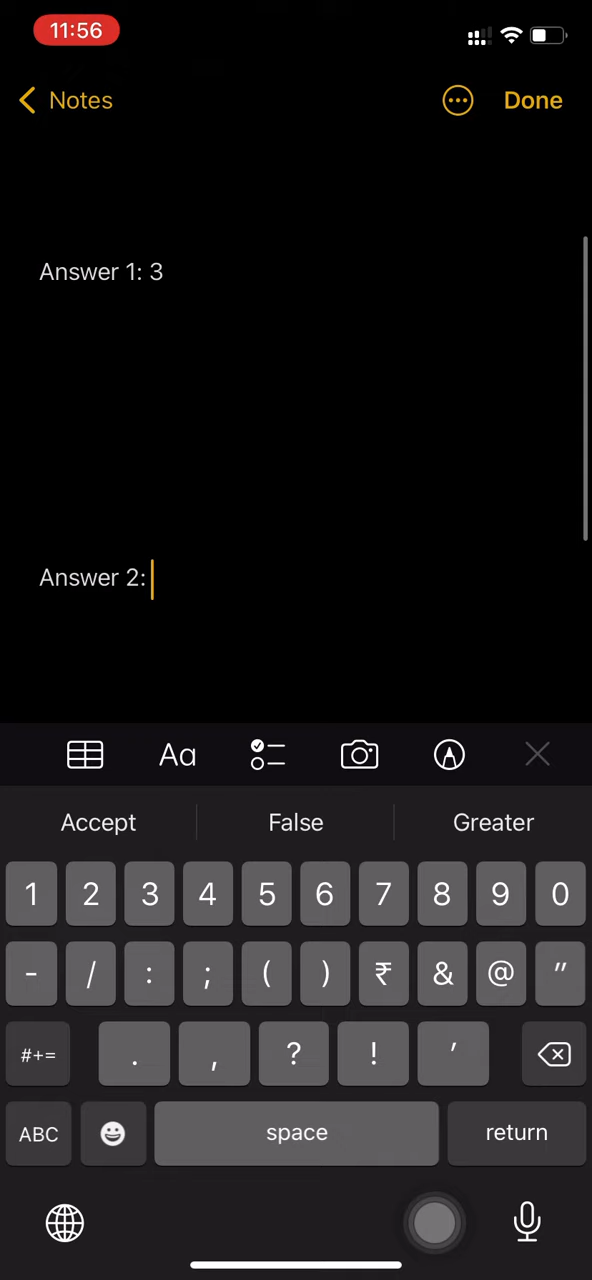 11:56
Notes
Done
Answer 1: 3
Answer 2:
Aa
Accept False Greater
1 2 3 4 5 6 7 8 9 0
- / : ; ( ) ₹ & @ "
#+= . , ? ! '
ABC space return